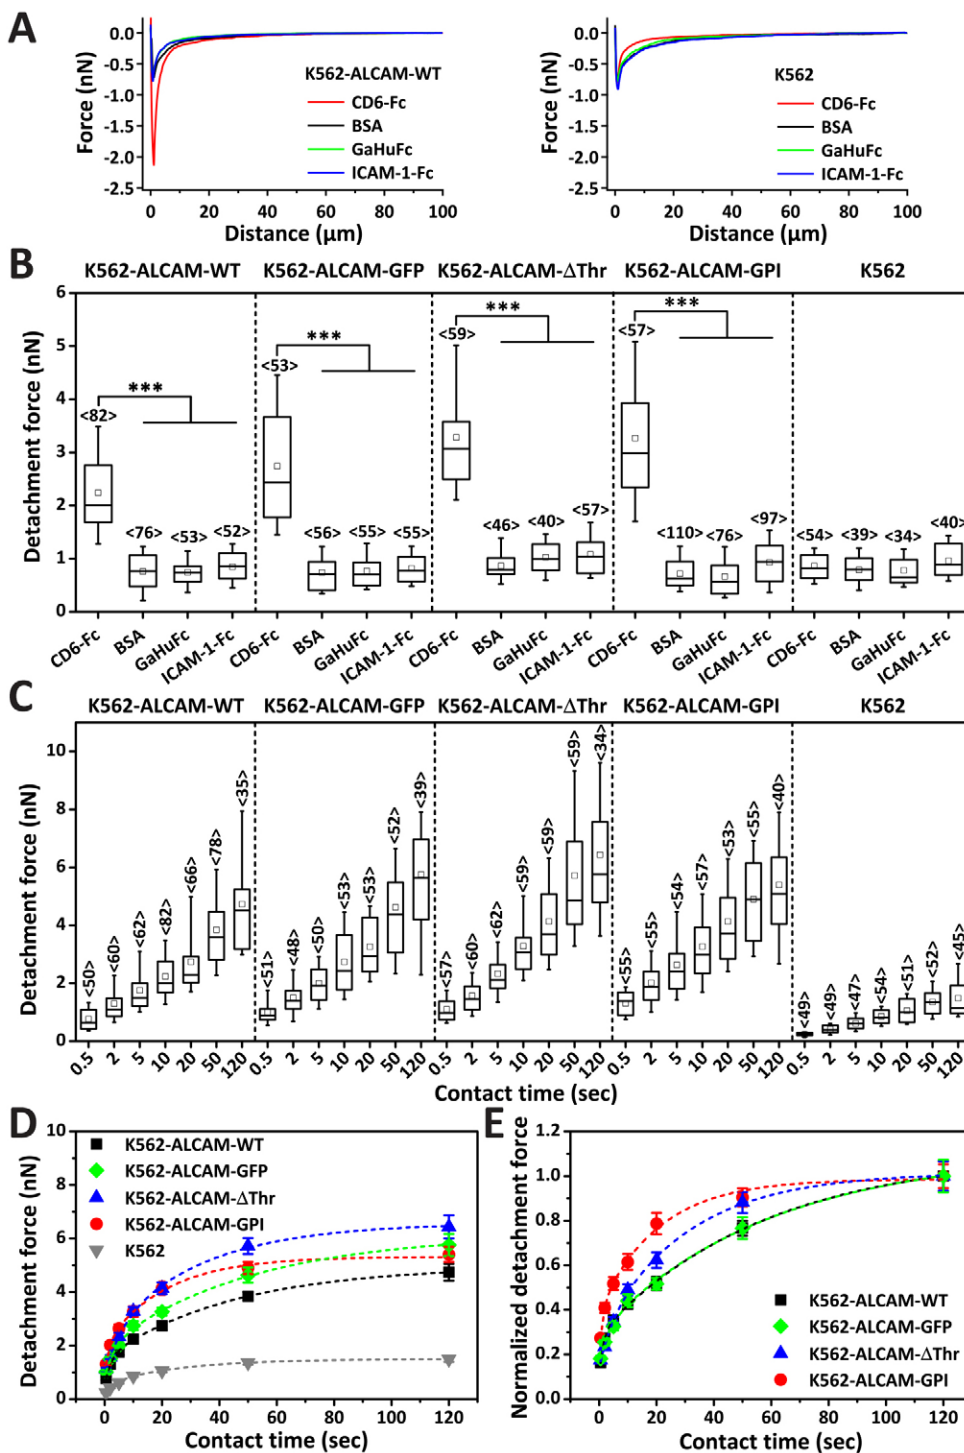 A
Force (nN)
0.0
-0.5
-1.0
-1.5
-2.0
-2.5
K562-ALCAM-WT
CD6-Fc
BSA
GaHuFc
ICAM-1-Fc
0 20 40 60 80 100
Distance (µm)
Force (nN)
0.0
-0.5
-1.0
-1.5
-2.0
-2.5
K562
CD6-Fc
BSA
GaHuFc
ICAM-1-Fc
0 20 40 60 80 100
Distance (µm)
B
K562-ALCAM-WT K562-ALCAM-GFP K562-ALCAM-ΔThr K562-ALCAM-GPI K562
Detachment force (nN)
6
5
4
3
2
1
0
*** *** *** ***
<82> <76> <53> <52>
<53> <56> <55> <55>
<59> <46> <40> <57>
<57> <110> <76> <97>
<54> <39> <34> <40>
CD6-Fc BSA GaHuFc ICAM-1-Fc CD6-Fc BSA GaHuFc ICAM-1-Fc CD6-Fc BSA GaHuFc ICAM-1-Fc CD6-Fc BSA GaHuFc ICAM-1-Fc CD6-Fc BSA GaHuFc ICAM-1-Fc
C
K562-ALCAM-WT K562-ALCAM-GFP K562-ALCAM-ΔThr K562-ALCAM-GPI K562
Detachment force (nN)
10
8
6
4
2
0
<50> <60> <62> <82> <66> <78> <35>
<51> <48> <50> <53> <53> <52> <39>
<57> <60> <62> <59> <59> <59> <34>
<55> <55> <54> <57> <53> <55> <40>
<49> <49> <47> <54> <51> <52> <45>
0.5 2 5 10 20 50 120 0.5 2 5 10 20 50 120 0.5 2 5 10 20 50 120 0.5 2 5 10 20 50 120 0.5 2 5 10 20 50 120
Contact time (sec)
D
Detachment force (nN)
10
8
6
4
2
0
K562-ALCAM-WT
K562-ALCAM-GFP
K562-ALCAM-ΔThr
K562-ALCAM-GPI
K562
0 20 40 60 80 100 120
Contact time (sec)
E
Normalized detachment force
1.2
1.0
0.8
0.6
0.4
0.2
0.0
K562-ALCAM-WT
K562-ALCAM-GFP
K562-ALCAM-ΔThr
K562-ALCAM-GPI
0 20 40 60 80 100 120
Contact time (sec)